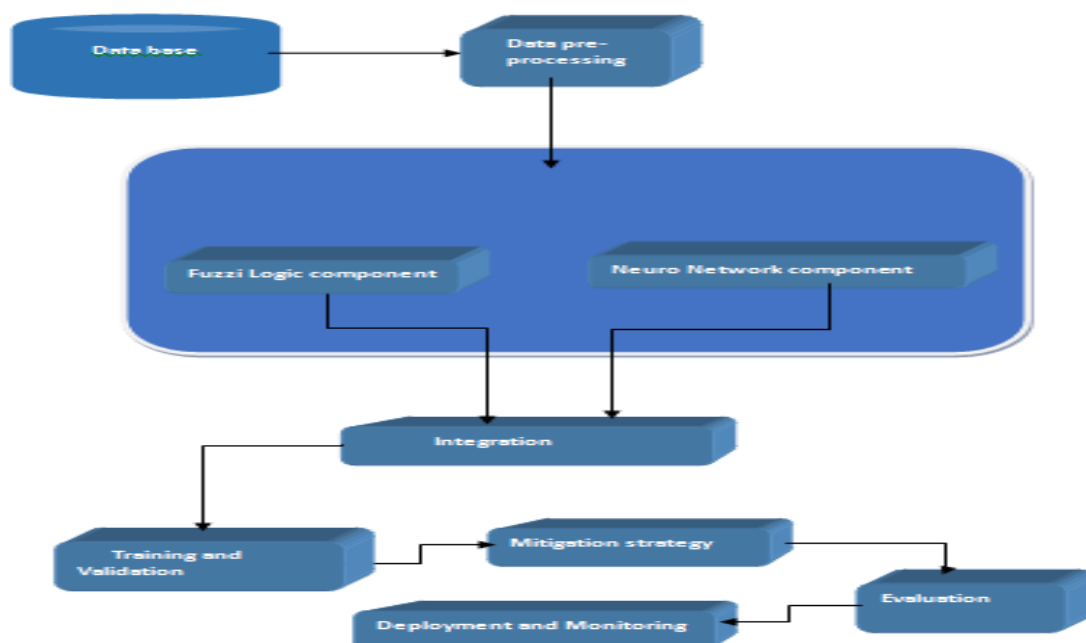 Data base
Data pre-
processing
Fuzzi Logic component
Neuro Network component
Integration
Training and
Validation
Mitigation strategy
Evaluation
Deployment and Monitoring